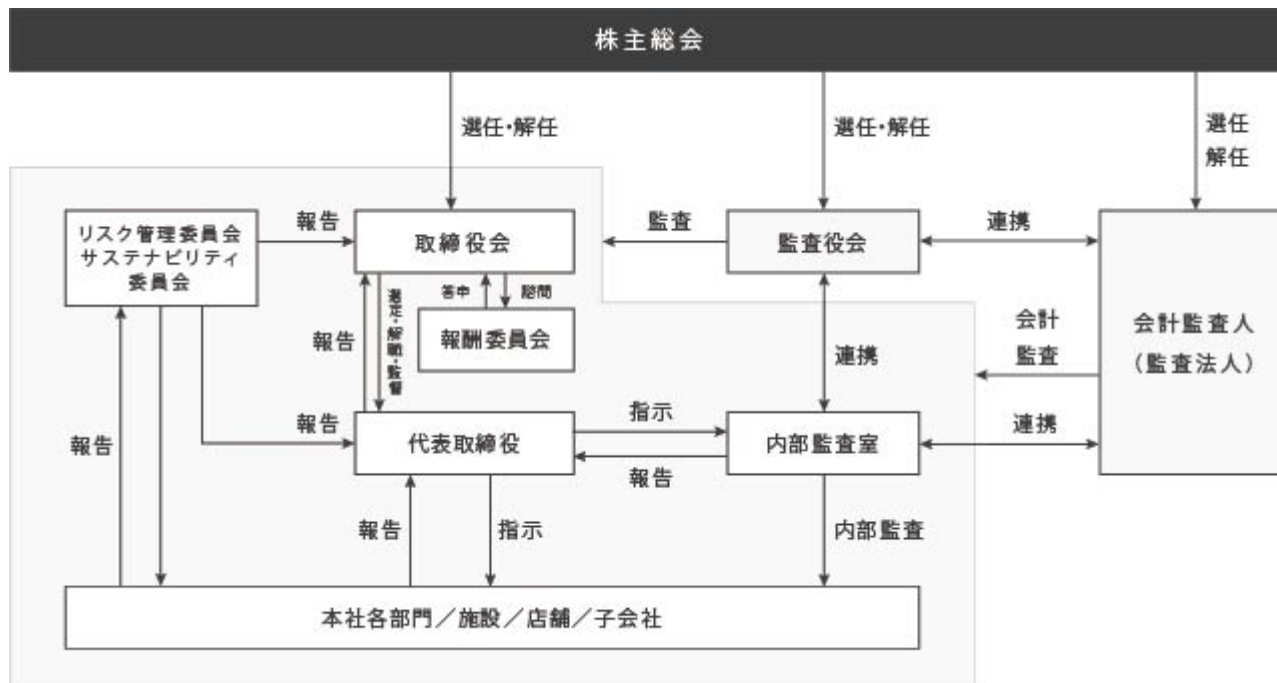 株主総会
選任・解任
選任・解任
選任
解任
リスク管理委員会
サステナビリティ
委員会
報告
取締役会
監査
監査役会
連携
会計監査人
(監査法人)
答申
諮問
報酬委員会
報告
選定・解職・監督
連携
会計
監査
報告
報告
代表取締役
指示
報告
内部監査室
連携
報告
指示
内部監査
本社各部門/施設/店舗/子会社